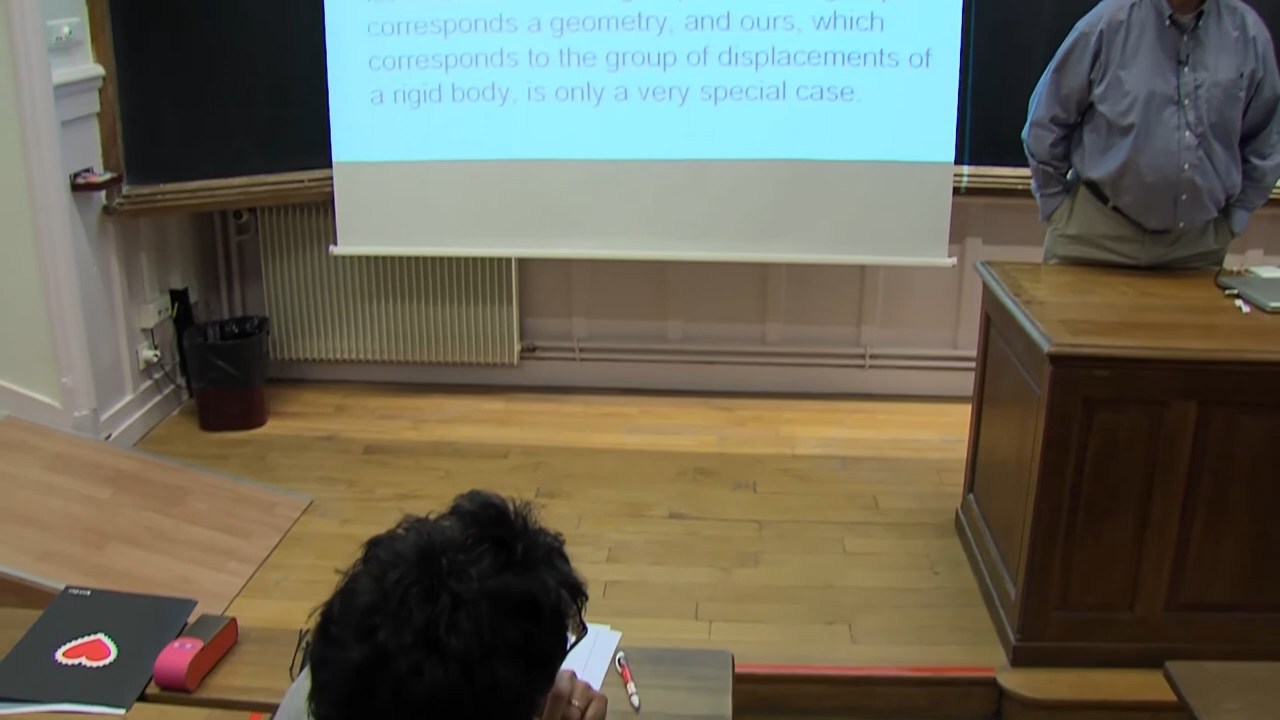 corresponds a geometry, and ours, which
corresponds to the group of displacements of
a rigid body, is only a very special case.